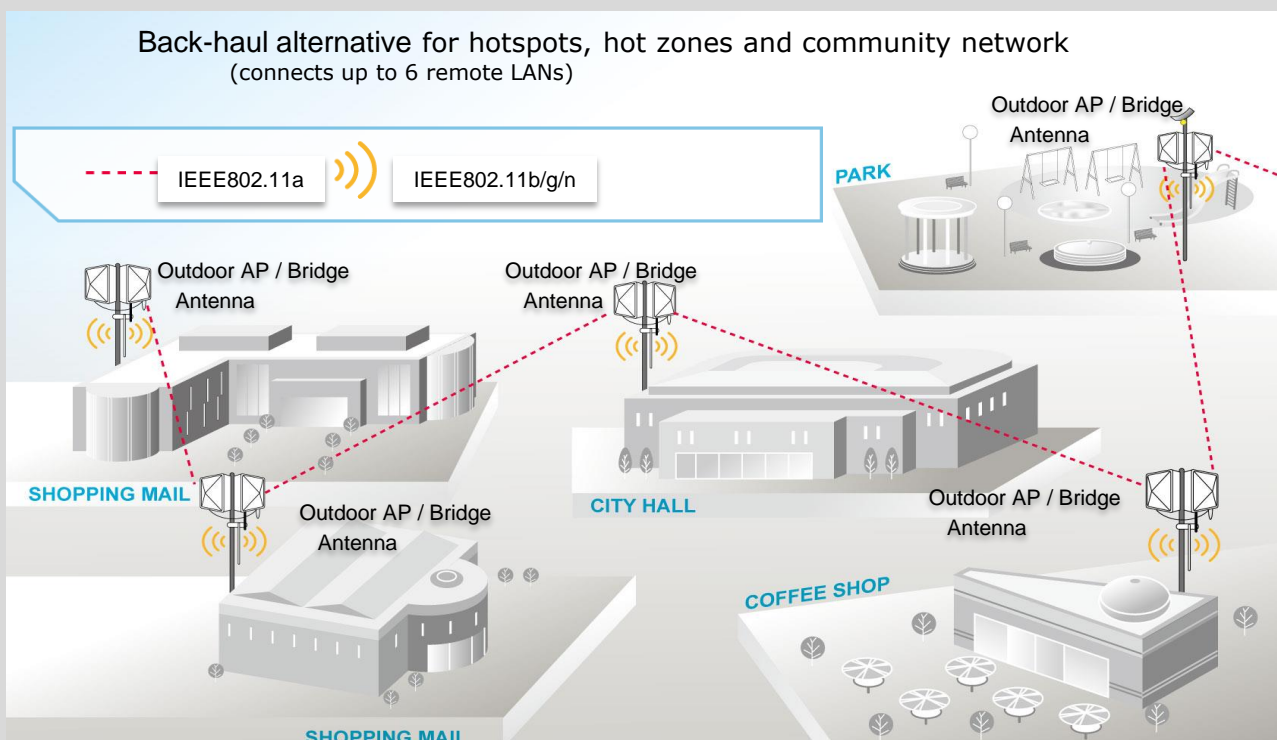 Back-haul alternative for hotspots, hot zones and community network
(connects up to 6 remote LANs)
Outdoor AP / Bridge
Antenna
IEEE802.11a
IEEE802.11b/g/n
PARK
Outdoor AP / Bridge
Antenna
Outdoor AP / Bridge
Antenna
SHOPPING MAIL
CITY HALL
Outdoor AP / Bridge
Antenna
Outdoor AP / Bridge
Antenna
COFFEE SHOP
SHOPPING MAIL